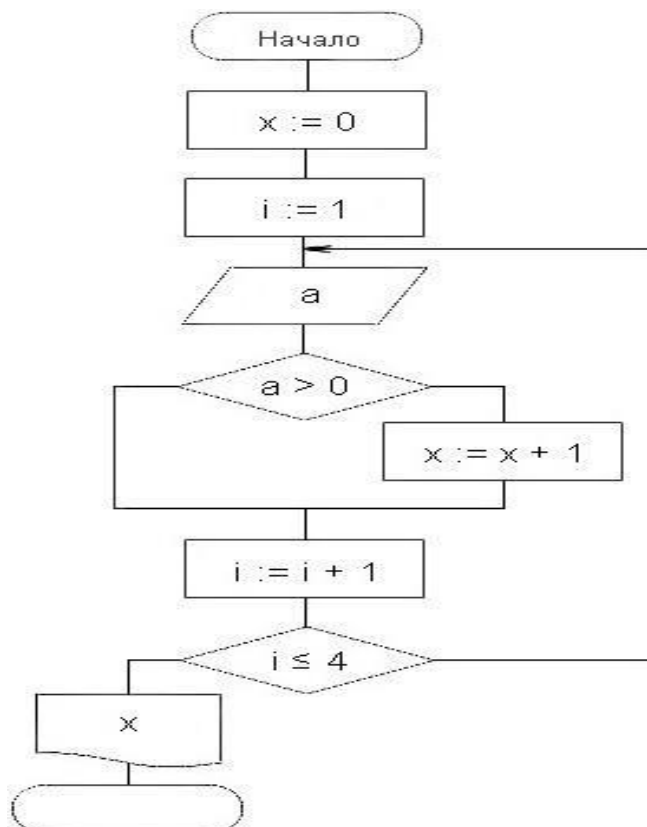 Начало
x := 0
i := 1
a
a > 0
x := x + 1
i := i + 1
i ≤ 4
x